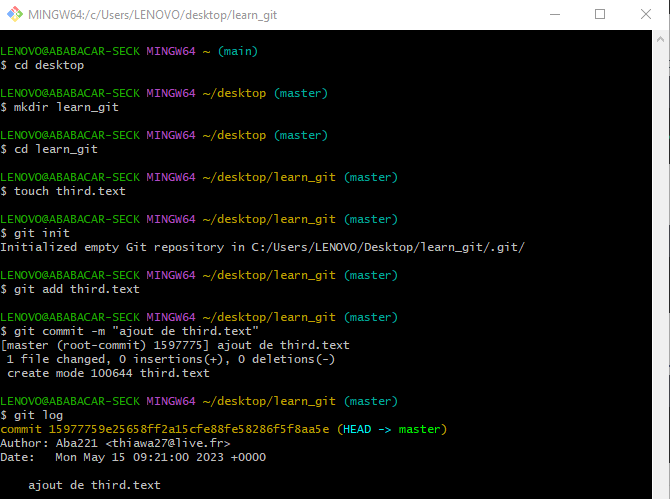 MINGW64:/c/Users/LENOVO/desktop/learn_git
LENOVO@ABABACAR-SECK MINGW64 ~ (main)
$ cd desktop
LENOVO@ABABACAR-SECK MINGW64 ~/desktop (master)
$ mkdir learn_git
LENOVO@ABABACAR-SECK MINGW64 ~/desktop (master)
$ cd learn_git
LENOVO@ABABACAR-SECK MINGW64 ~/desktop/learn_git (master)
$ touch third.text
LENOVO@ABABACAR-SECK MINGW64 ~/desktop/learn_git (master)
$ git init
Initialized empty Git repository in C:/Users/LENOVO/Desktop/learn_git/.git/
LENOVO@ABABACAR-SECK MINGW64 ~/desktop/learn_git (master)
$ git add third.text
LENOVO@ABABACAR-SECK MINGW64 ~/desktop/learn_git (master)
$ git commit -m "ajout de third.text"
[master (root-commit) 1597775] ajout de third.text
 1 file changed, 0 insertions(+), 0 deletions(-)
 create mode 100644 third.text
LENOVO@ABABACAR-SECK MINGW64 ~/desktop/learn_git (master)
$ git log
commit 15977759e25658ff2a15cfe88fe58286f5f8aa5e (HEAD -> master)
Author: Aba221 <thiawa27@live.fr>
Date:   Mon May 15 09:21:00 2023 +0000
    ajout de third.text